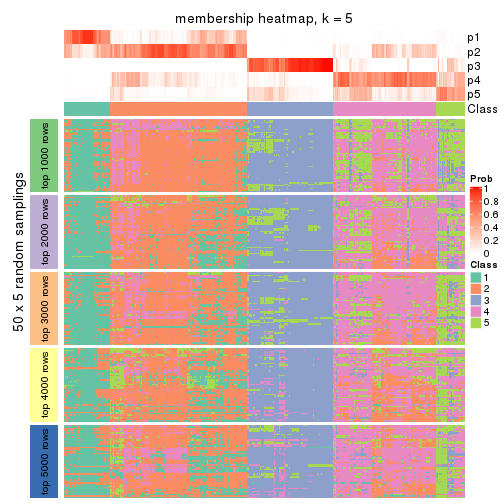 membership heatmap, k = 5
p1
p2
p3
p4
p5
Class
50 x 5 random samplings
top 1000 rows
top 2000 rows
top 3000 rows
top 4000 rows
top 5000 rows
Prob
1
0.8
0.6
0.4
0.2
0
Class
1
2
3
4
5